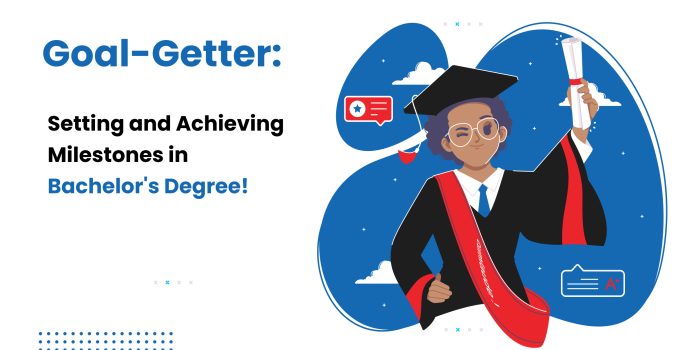 Goal-Getter:
Setting and Achieving
Milestones in
Bachelor's Degree!
A+